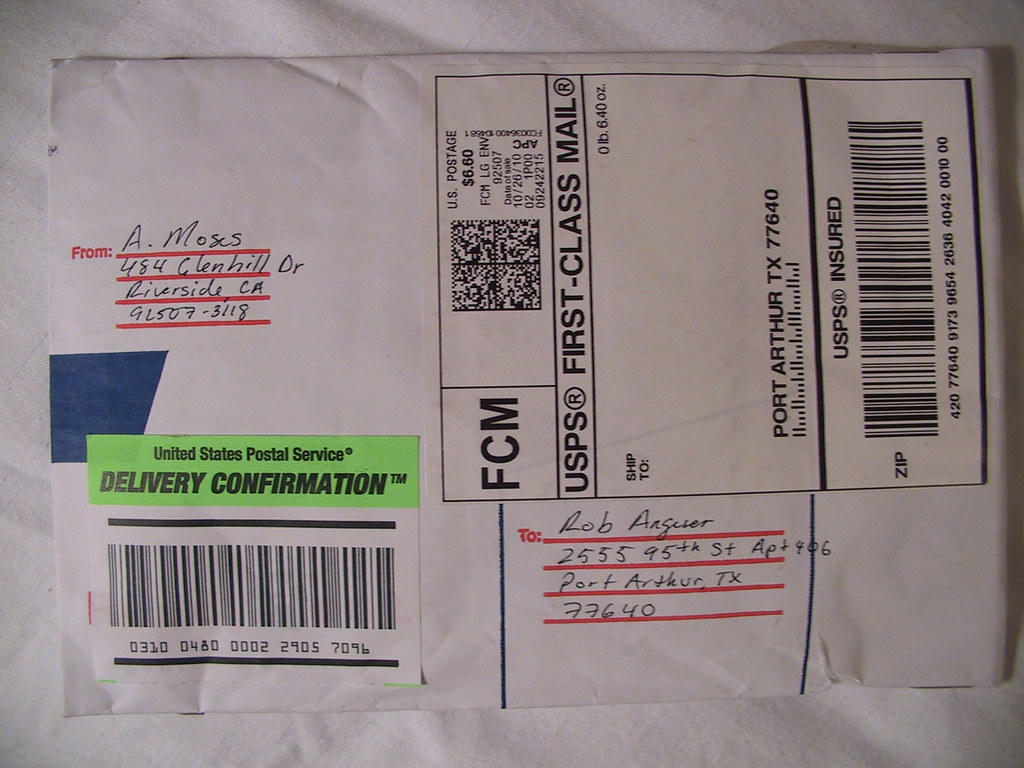 From: A. Moses
484 Glenhill Dr
Riverside, CA
92507-3118
United States Postal Service®
DELIVERY CONFIRMATION™
0310 0480 0002 2905 7096
U.S. POSTAGE
$6.60
FCM LG ENV
92507
Date of sale
10/26/10
02 1P00
09242215
APC
FCM
USPS® FIRST-CLASS MAIL®
0 lb. 6.40 oz.
SHIP
TO:
PORT ARTHUR TX 77640
USPS® INSURED
ZIP
420 77640 9173 9654 2636 4042 0010 00
To: Rob Anguer
2555 95th St Apt 406
Port Arthur, TX
77640